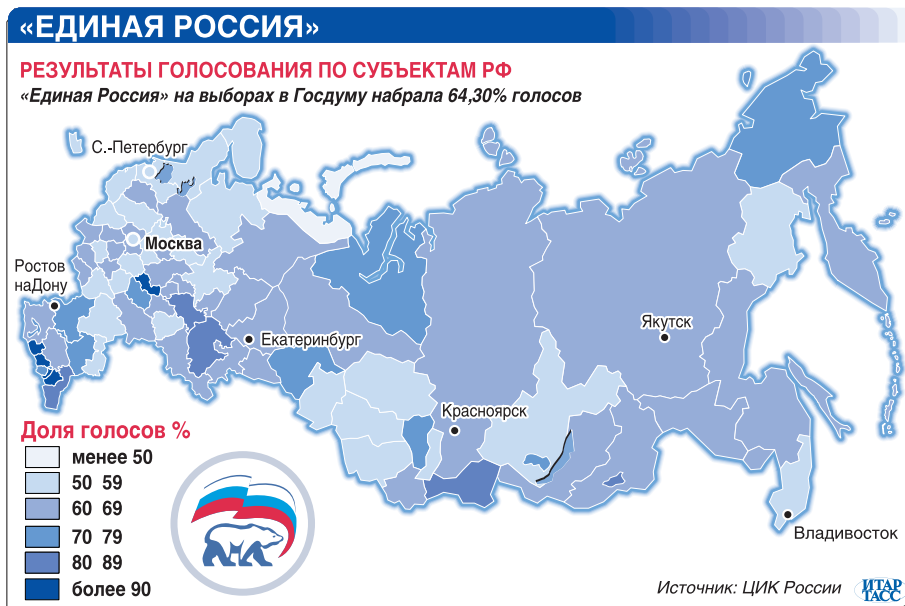 «ЕДИНАЯ РОССИЯ»
РЕЗУЛЬТАТЫ ГОЛОСОВАНИЯ ПО СУБЪЕКТАМ РФ
«Единая Россия» на выборах в Госдуму набрала 64,30% голосов
С.-Петербург
Москва
Ростов
наДону
Екатеринбург
Якутск
Красноярск
Владивосток
Доля голосов %
менее 50
50 59
60 69
70 79
80 89
более 90
Источник: ЦИК России
ИТАР
ТАСС